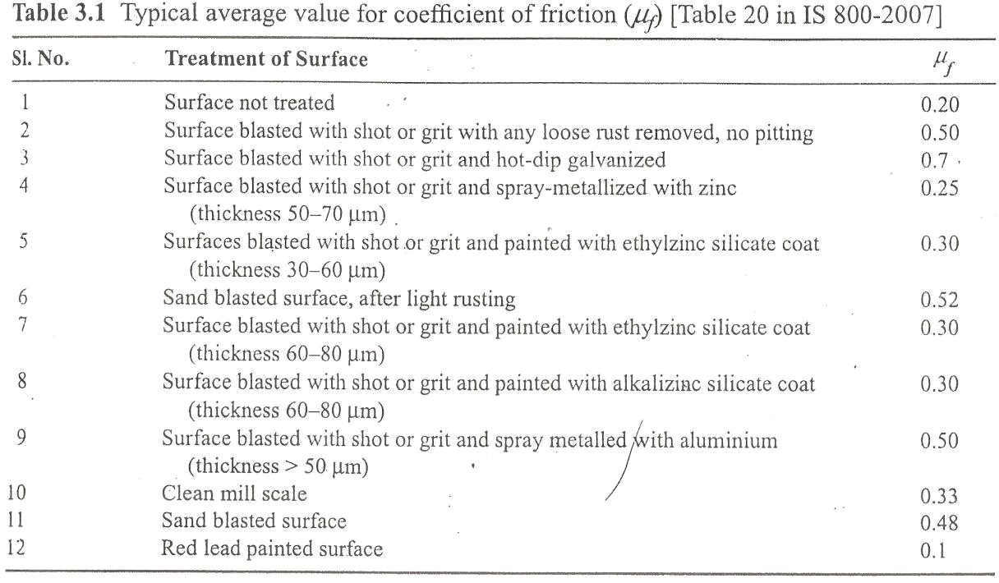 Table 3.1 Typical average value for coefficient of friction (μf) [Table 20 in IS 800-2007]
Sl. No. Treatment of Surface μf
1 Surface not treated 0.20
2 Surface blasted with shot or grit with any loose rust removed, no pitting 0.50
3 Surface blasted with shot or grit and hot-dip galvanized 0.7
4 Surface blasted with shot or grit and spray-metallized with zinc 0.25
(thickness 50–70 μm)
5 Surfaces blasted with shot or grit and painted with ethylzinc silicate coat 0.30
(thickness 30–60 μm)
6 Sand blasted surface, after light rusting 0.52
7 Surface blasted with shot or grit and painted with ethylzinc silicate coat 0.30
(thickness 60–80 μm)
8 Surface blasted with shot or grit and painted with alkalizinc silicate coat 0.30
(thickness 60–80 μm)
9 Surface blasted with shot or grit and spray metalled with aluminium 0.50
(thickness > 50 μm)
10 Clean mill scale 0.33
11 Sand blasted surface 0.48
12 Red lead painted surface 0.1